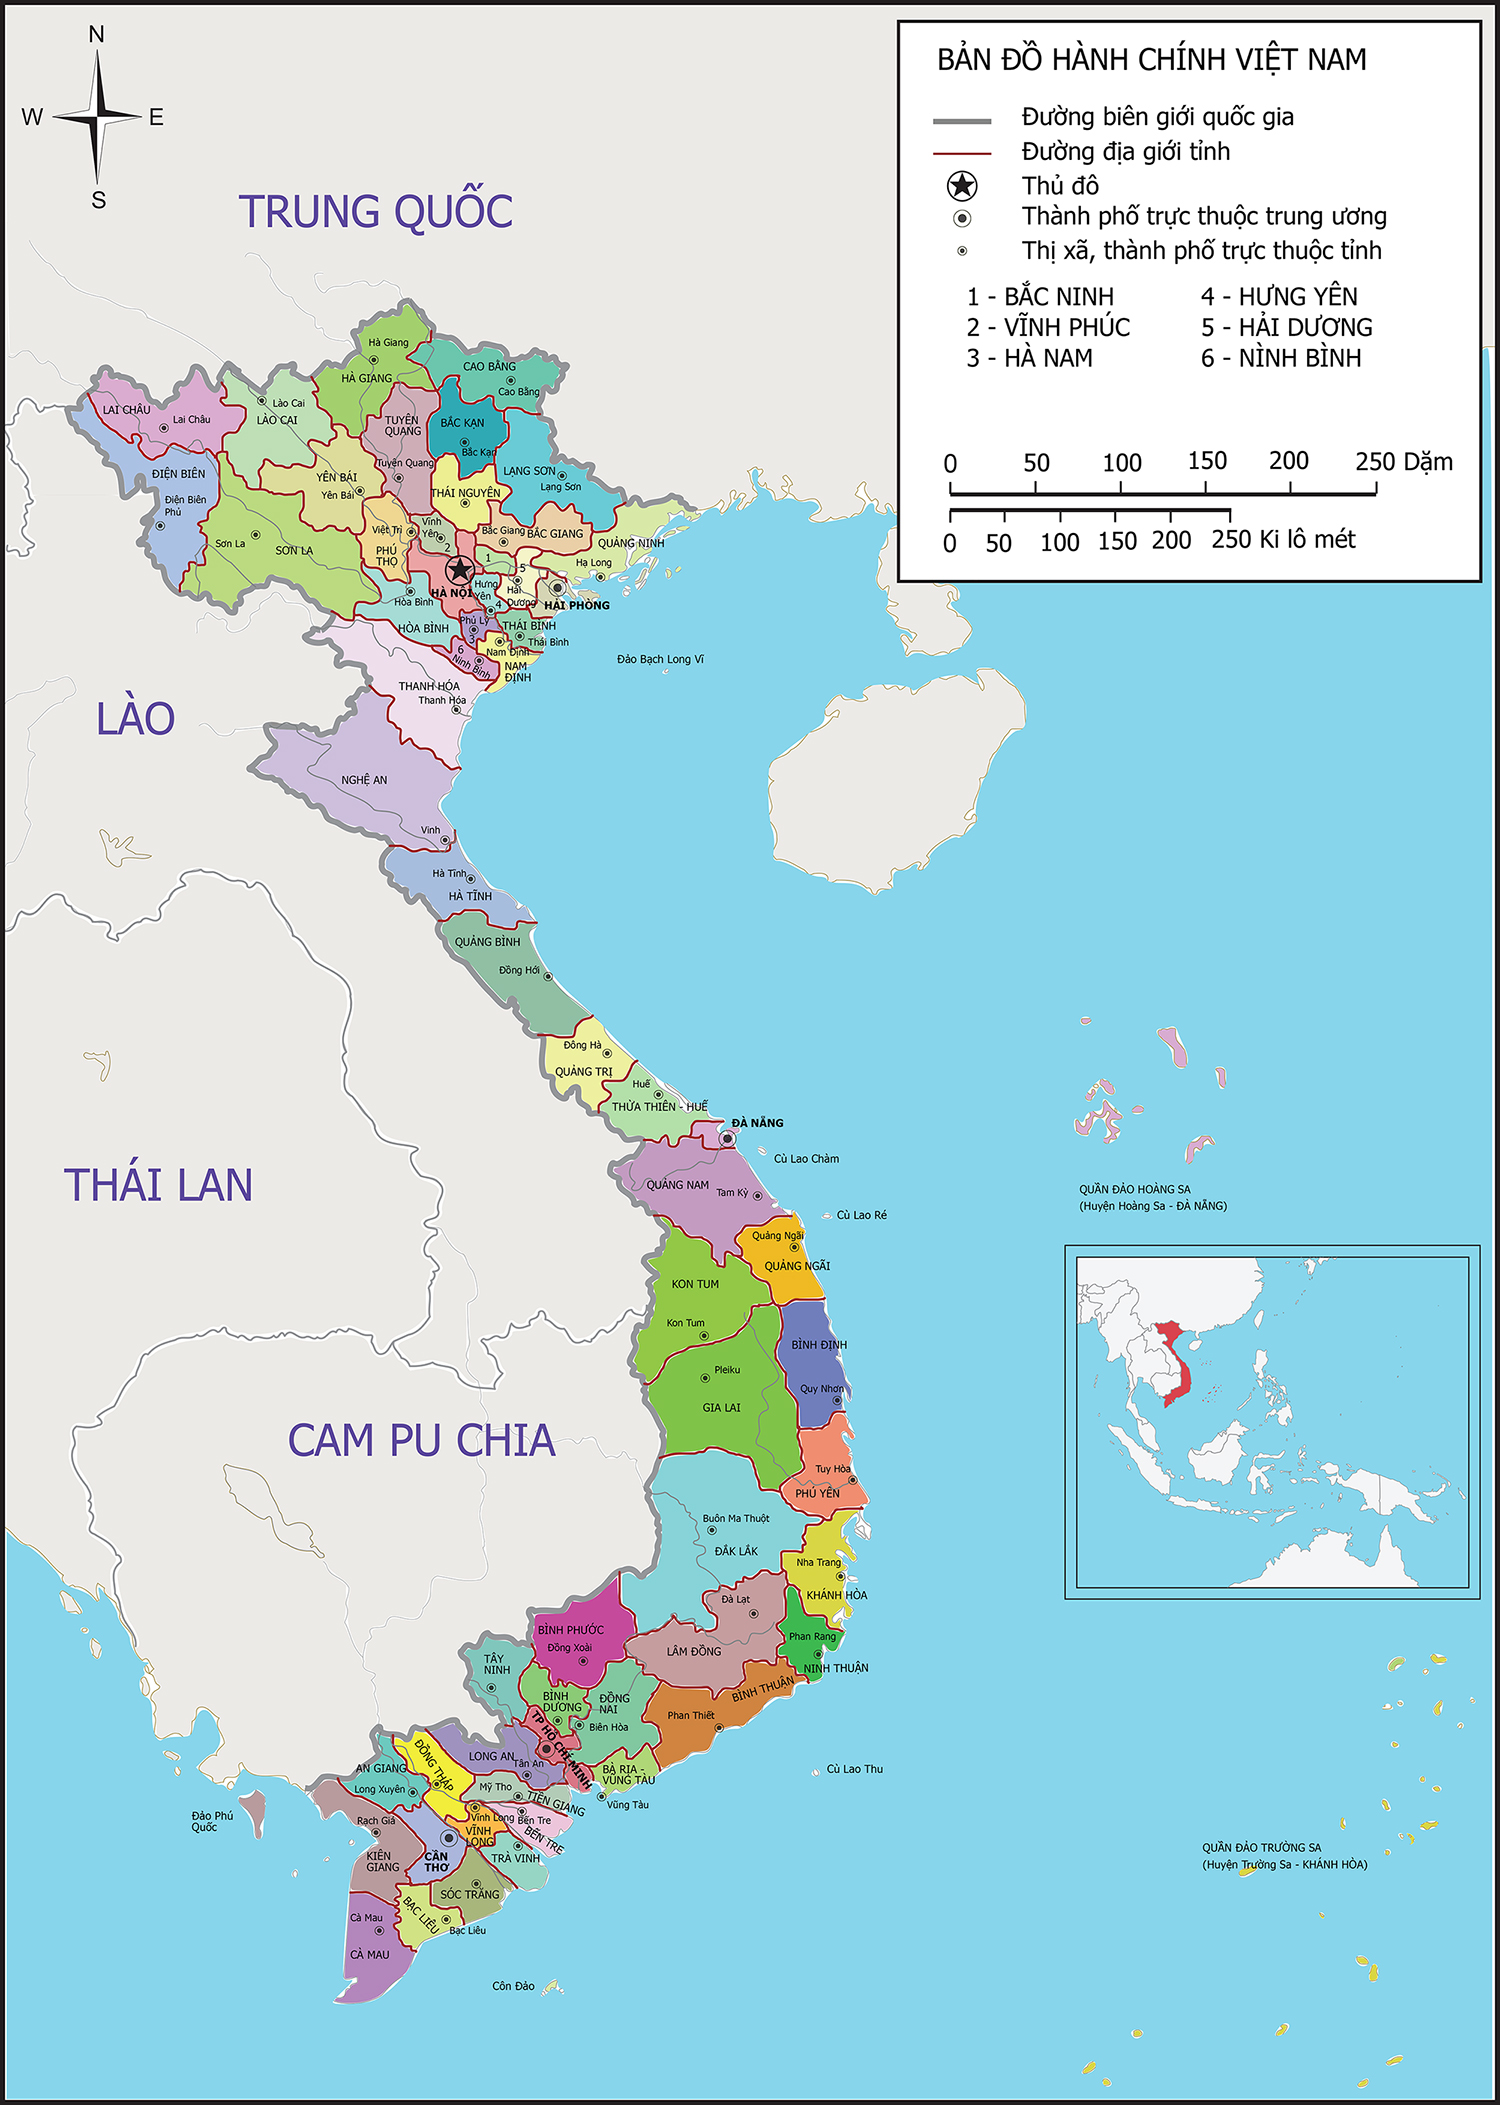 N
W
E
S
BẢN ĐỒ HÀNH CHÍNH VIỆT NAM
Đường biên giới quốc gia
Đường địa giới tỉnh
Thủ đô
Thành phố trực thuộc trung ương
Thị xã, thành phố trực thuộc tỉnh
1 - BẮC NINH
4 - HƯNG YÊN
2 - VĨNH PHÚC
5 - HẢI DƯƠNG
3 - HÀ NAM
6 - NÌNH BÌNH
0 50 100 150 200 250 Dặm
0 50 100 150 200 250 Ki lô mét
TRUNG QUỐC
LÀO
THÁI LAN
CAM PU CHIA
Hà Giang
HÀ GIANG
CAO BẰNG
Cao Bằng
LAI CHÂU
Lai Châu
Lào Cai
LÀO CAI
TUYÊN
QUANG
Tuyên Quang
BẮC KẠN
Bắc Kạn
LẠNG SƠN
Lạng Sơn
ĐIỆN BIÊN
Điện Biên
Phủ
YÊN BÁI
Yên Bái
THÁI NGUYÊN
Sơn La
SƠN LA
Việt Trì
PHÚ
THỌ
Vĩnh
Yên
2
Bắc Giang
BẮC GIANG
QUẢNG NINH
Hạ Long
1
5
HÀ NỘI
Hưng
Yên
4
Hải
Dương
HẢI PHÒNG
Hòa Bình
HÒA BÌNH
Phủ Lý
3
THÁI BÌNH
Thái Bình
6
Ninh Bình
Nam Định
NAM
ĐỊNH
Đảo Bạch Long Vĩ
THANH HÓA
Thanh Hóa
NGHỆ AN
Vinh
Hà Tĩnh
HÀ TĨNH
QUẢNG BÌNH
Đồng Hới
Đông Hà
QUẢNG TRỊ
Huế
THỪA THIÊN - HUẾ
ĐÀ NẴNG
Cù Lao Chàm
QUẢNG NAM
Tam Kỳ
Cù Lao Ré
Quảng Ngãi
QUẢNG NGÃI
QUẦN ĐẢO HOÀNG SA
(Huyện Hoàng Sa - ĐÀ NẴNG)
KON TUM
Kon Tum
BÌNH ĐỊNH
Quy Nhơn
Pleiku
GIA LAI
Tuy Hòa
PHÚ YÊN
Buôn Ma Thuột
ĐẮK LẮK
Nha Trang
KHÁNH HÒA
Đà Lạt
LÂM ĐỒNG
Phan Rang
NINH THUẬN
BÌNH PHƯỚC
Đồng Xoài
TÂY
NINH
BÌNH
DƯƠNG
ĐỒNG
NAI
Biên Hòa
BÌNH THUẬN
Phan Thiết
TP HỒ CHÍ MINH
BÀ RỊA -
VŨNG TÀU
Vũng Tàu
Cù Lao Thu
LONG AN
Tân An
ĐỒNG THÁP
AN GIANG
Long Xuyên
Mỹ Tho
TIỀN GIANG
Vĩnh Long
VĨNH
LONG
Bến Tre
BẾN TRE
TRÀ VINH
Đảo Phú
Quốc
Rạch Giá
KIÊN
GIANG
CẦN
THƠ
SÓC TRĂNG
BẠC LIÊU
Bạc Liêu
Cà Mau
CÀ MAU
Côn Đảo
QUẦN ĐẢO TRƯỜNG SA
(Huyện Trường Sa - KHÁNH HÒA)